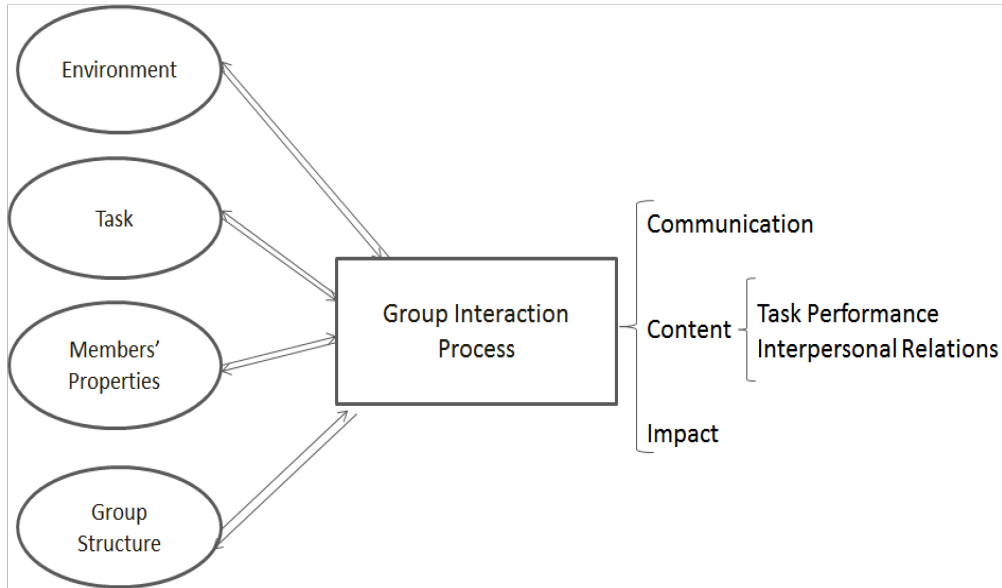 Environment
Task
Members’
Properties
Group
Structure
Group Interaction
Process
Communication
Content
Task Performance
Interpersonal Relations
Impact